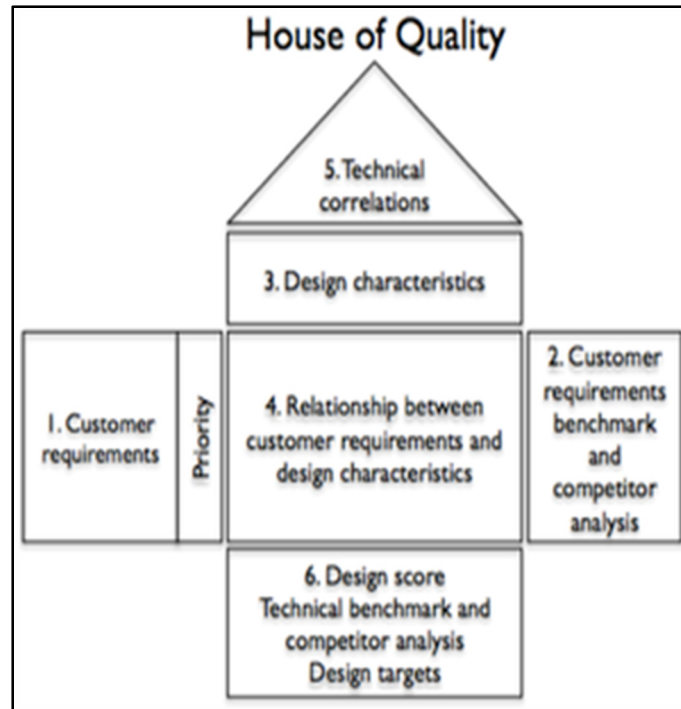 House of Quality
5. Technical
correlations
3. Design characteristics
1. Customer
requirements
Priority
4. Relationship between
customer requirements and
design characteristics
2. Customer
requirements
benchmark
and
competitor
analysis
6. Design score
Technical benchmark and
competitor analysis
Design targets